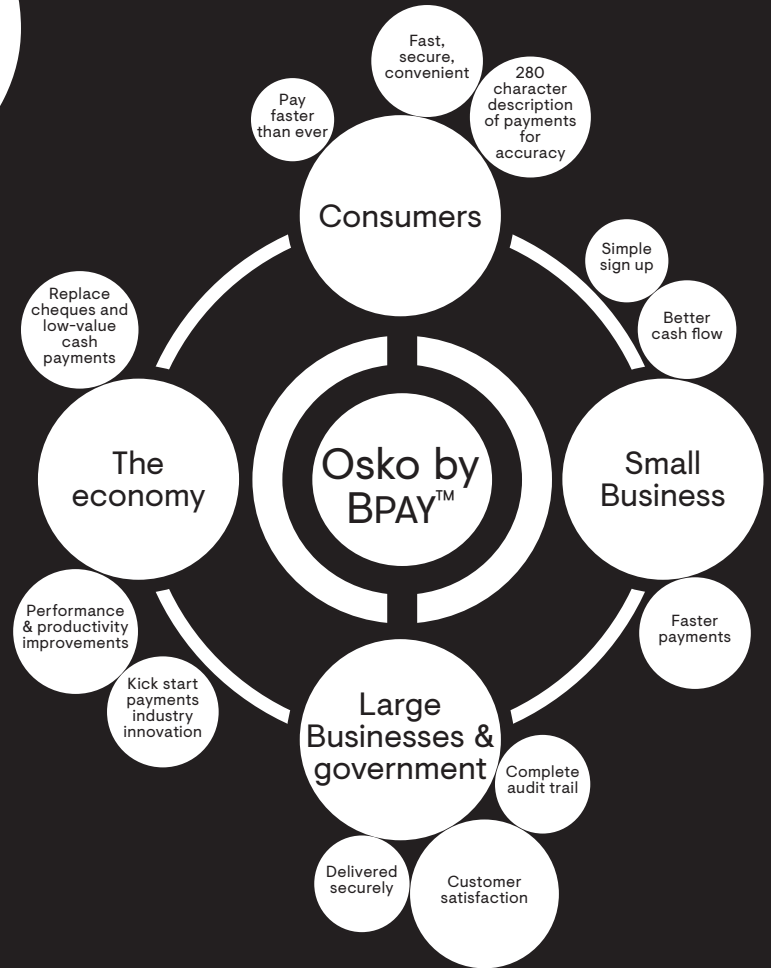 Fast,
secure,
convenient
280
character
description
of payments
for
accuracy
Pay
faster
than ever
Consumers
Simple
sign up
Better
cash flow
Replace
cheques and
low-value
cash
payments
The
economy
Osko by
BPAY™
Small
Business
Performance
& productivity
improvements
Kick start
payments
industry
innovation
Faster
payments
Large
Businesses &
government
Complete
audit trail
Delivered
securely
Customer
satisfaction